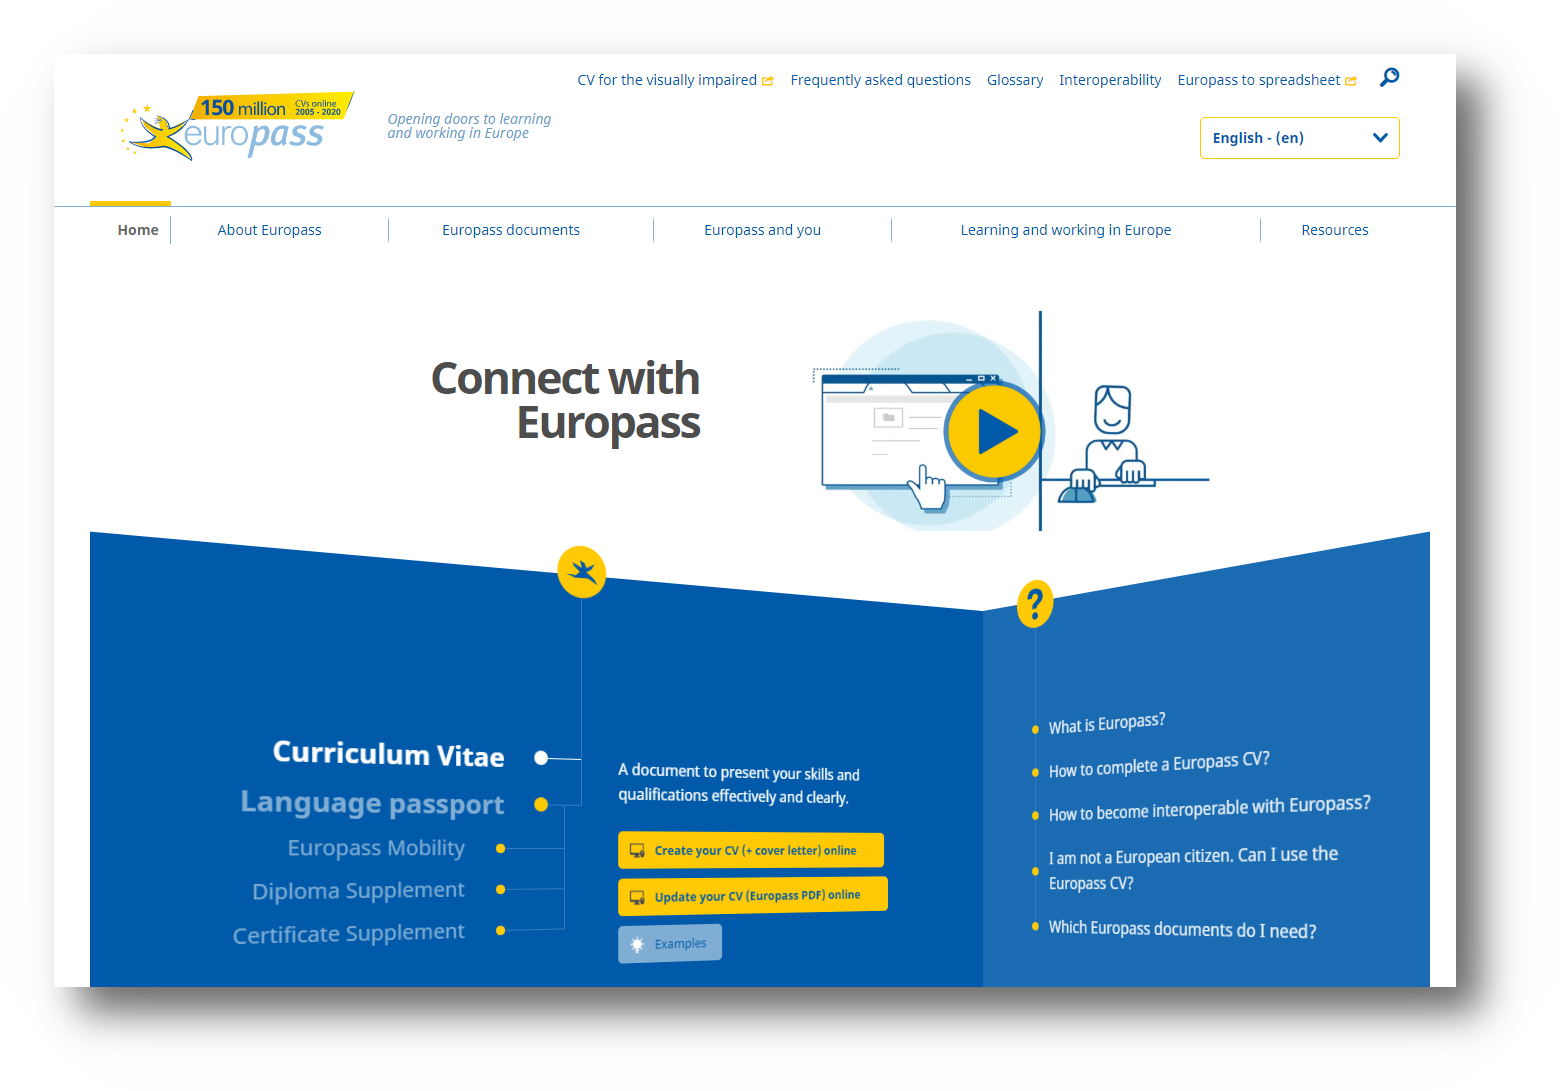 CV for the visually impaired
Frequently asked questions
Glossary
Interoperability
Europass to spreadsheet
150 million CVs online
2005 - 2020
europass
Opening doors to learning
and working in Europe
English - (en)
Home
About Europass
Europass documents
Europass and you
Learning and working in Europe
Resources
Connect with
Europass
Curriculum Vitae
Language passport
Europass Mobility
Diploma Supplement
Certificate Supplement
A document to present your skills and
qualifications effectively and clearly.
Create your CV (+ cover letter) online
Update your CV (Europass PDF) online
Examples
?
What is Europass?
How to complete a Europass CV?
How to become interoperable with Europass?
I am not a European citizen. Can I use the
Europass CV?
Which Europass documents do I need?